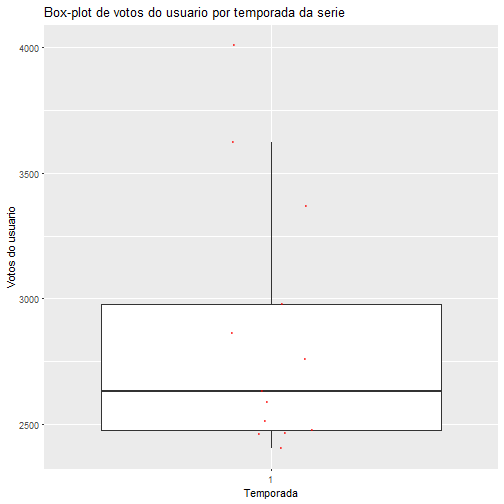 Box-plot de votos do usuario por temporada da serie
4000
3500
3000
2500
Votos do usuario
1
Temporada